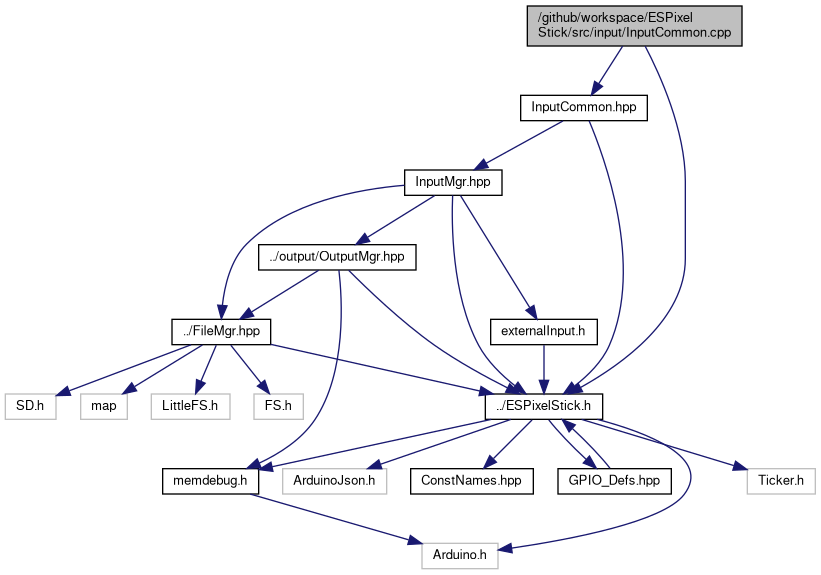 /github/workspace/ESPixel
Stick/src/input/InputCommon.cpp
InputCommon.hpp
InputMgr.hpp
../output/OutputMgr.hpp
../FileMgr.hpp
externalInput.h
SD.h
map
LittleFS.h
FS.h
../ESPixelStick.h
memdebug.h
ArduinoJson.h
ConstNames.hpp
GPIO_Defs.hpp
Ticker.h
Arduino.h